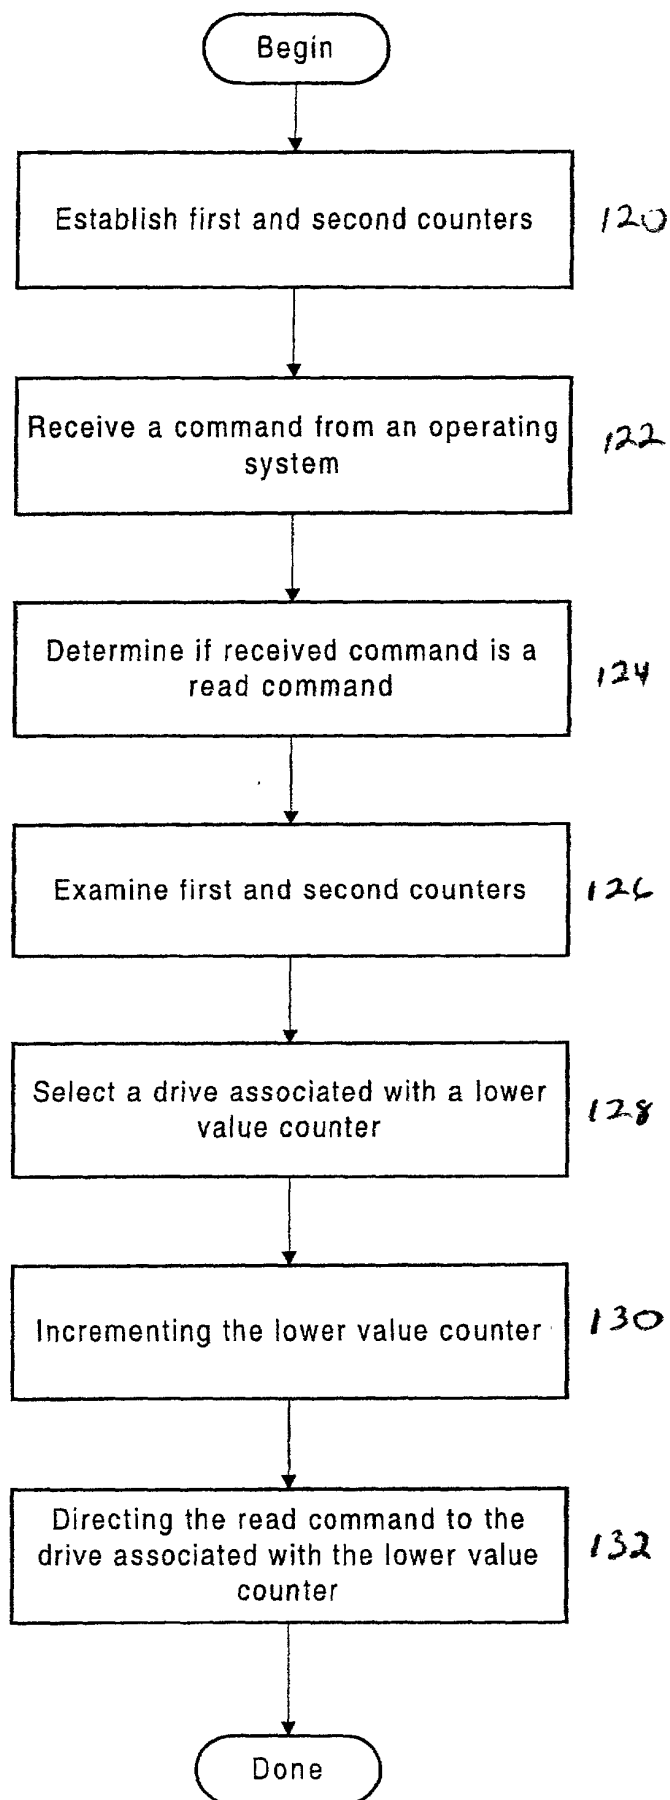 Begin
Establish first and second counters
120
Receive a command from an operating
system
122
Determine if received command is a
read command
124
Examine first and second counters
126
Select a drive associated with a lower
value counter
128
Incrementing the lower value counter
130
Directing the read command to the
drive associated with the lower value
counter
132
Done